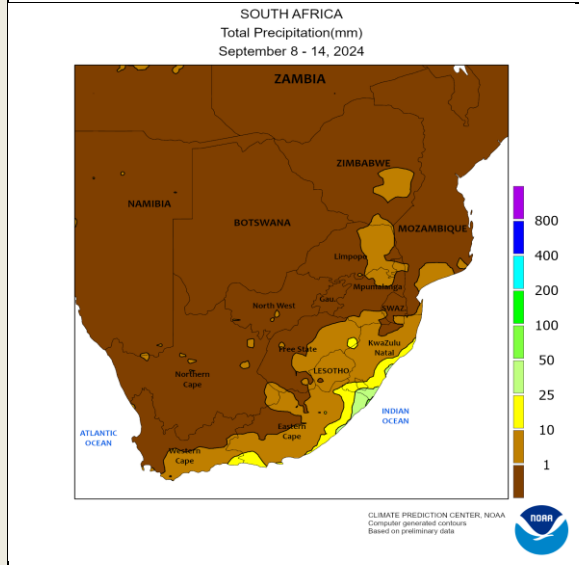 SOUTH AFRICA
Total Precipitation(mm)
September 8 - 14, 2024
ZAMBIA
ZIMBABWE
NAMIBIA
BOTSWANA
MOZAMBIQUE
Limpopo
Mpumalanga
North West
Gau.
SWAZ.
Free State
KwaZulu
Natal
LESOTHO
Northern
Cape
Eastern
Cape
Western
Cape
ATLANTIC
OCEAN
INDIAN
OCEAN
800
400
200
100
50
25
10
1
CLIMATE PREDICTION CENTER, NOAA
Computer generated contours
Based on preliminary data
NOAA